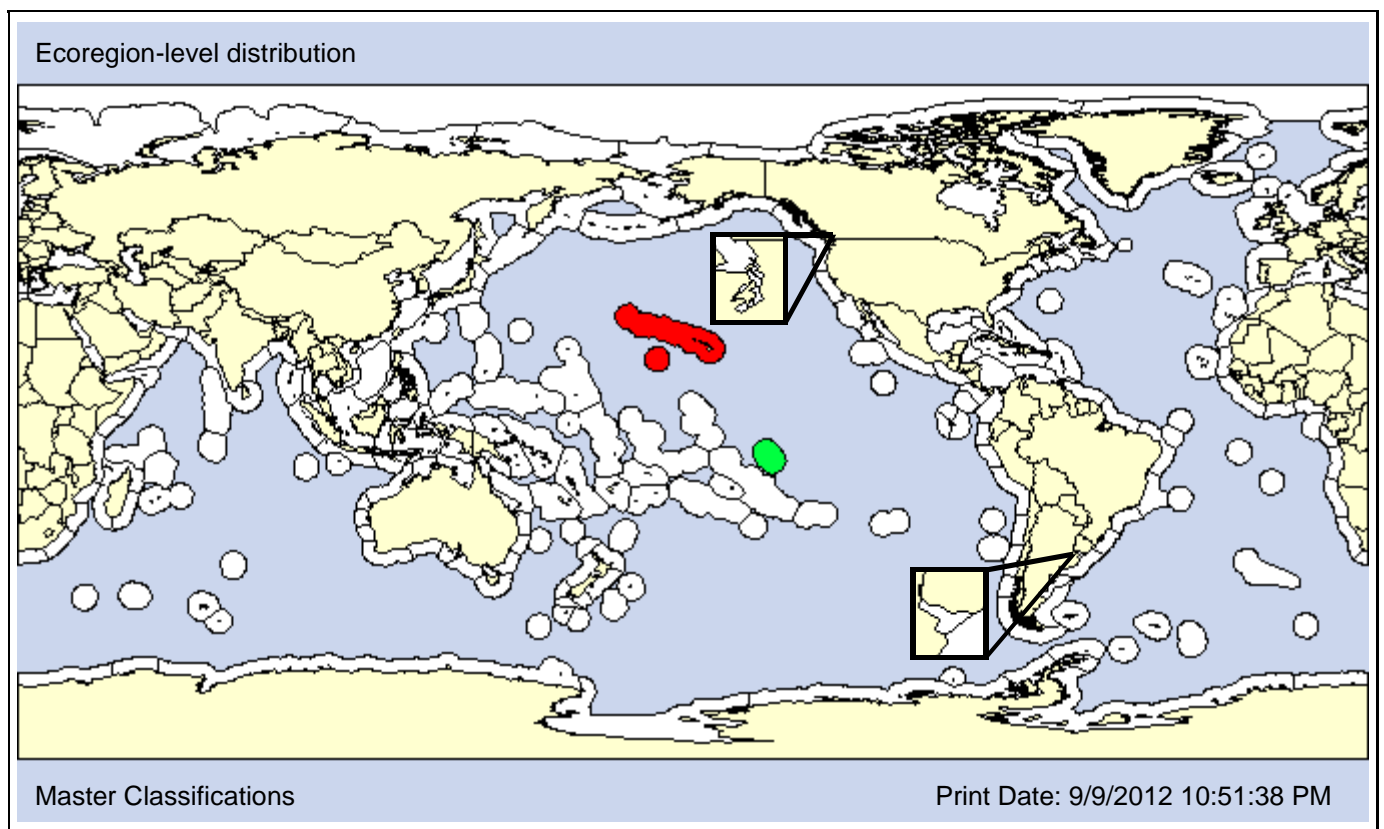 Ecoregion-level distribution
Master Classifications
Print Date: 9/9/2012 10:51:38 PM